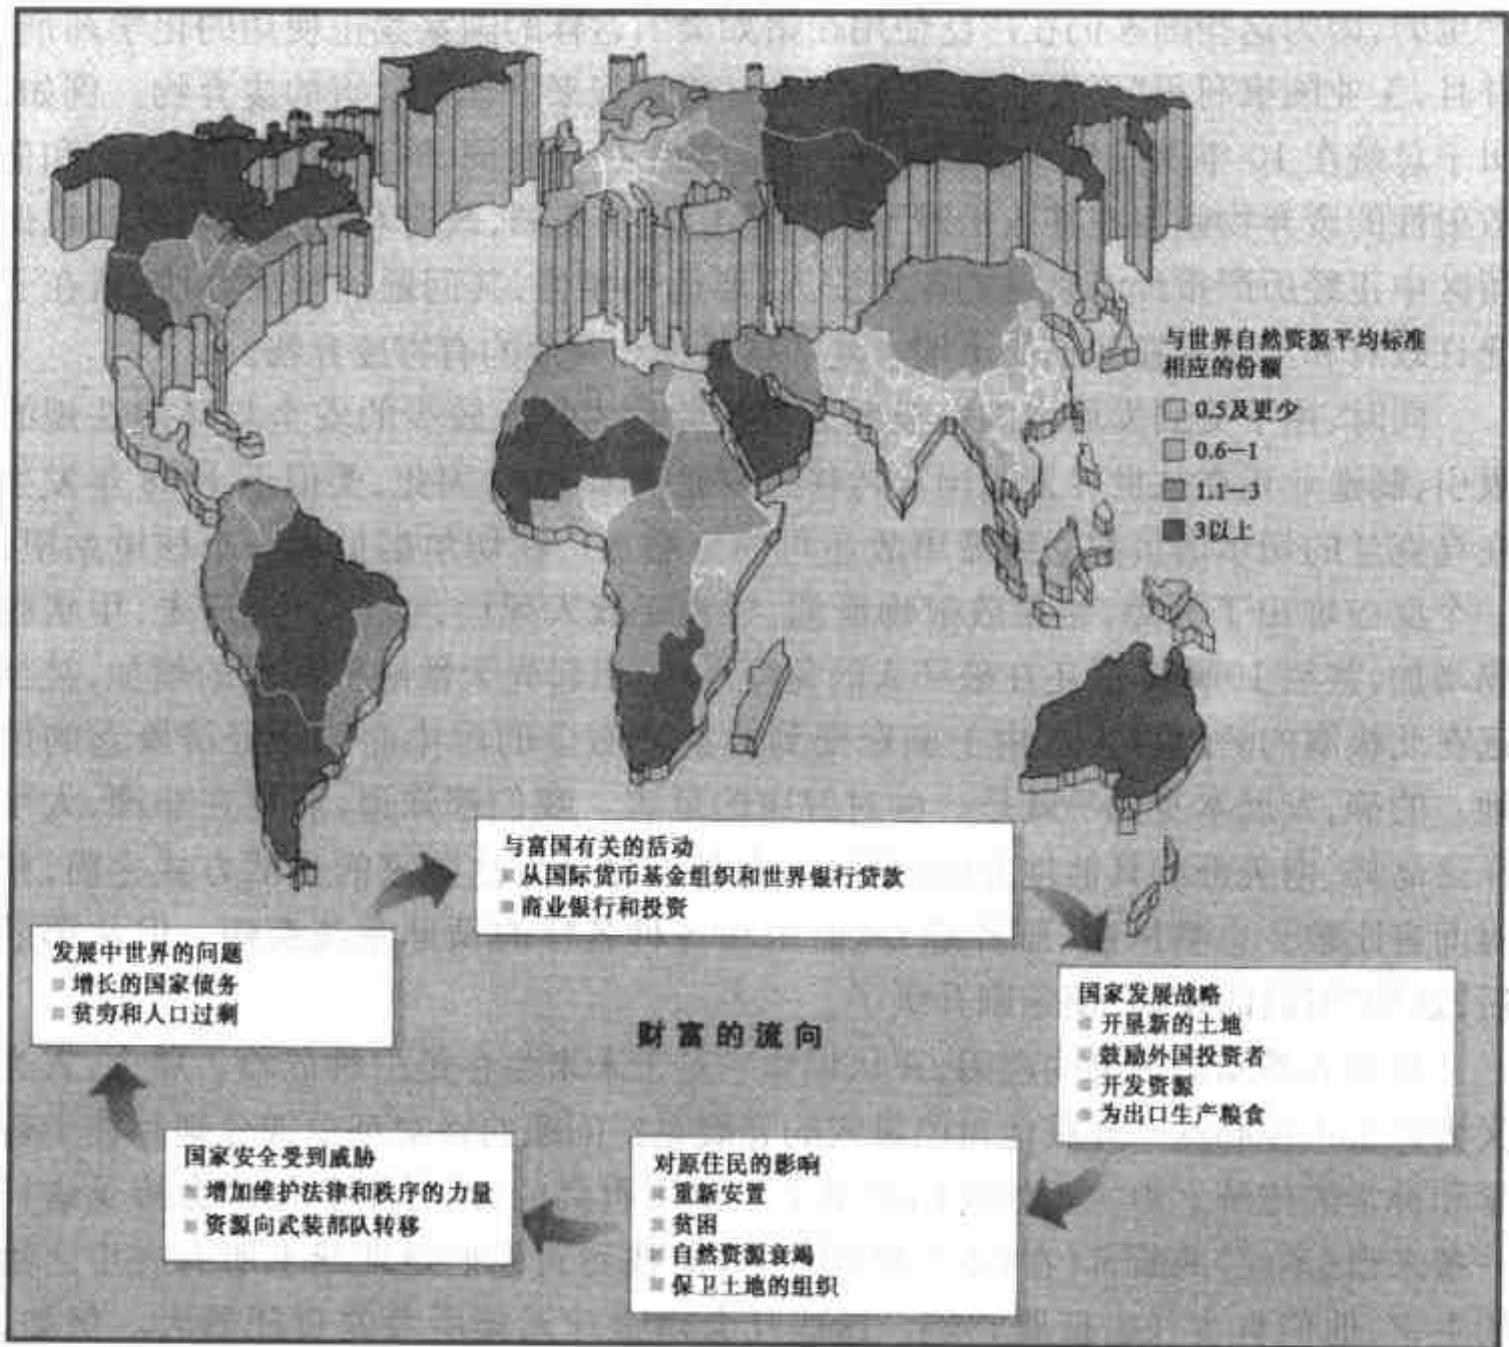 与世界自然资源平均标准
相应的份额
0.5及更少
0.6—1
1.1—3
3以上
与富国有关的活动
从国际货币基金组织和世界银行贷款
商业银行和投资
发展中世界的问题
增长的国家债务
贫穷和人口过剩
国家发展战略
开垦新的土地
鼓励外国投资者
开发资源
为出口生产粮食
财富的流向
国家安全受到威胁
增加维护法律和秩序的力量
资源向武装部队转移
对原住民的影响
重新安置
贫困
自然资源衰竭
保卫土地的组织